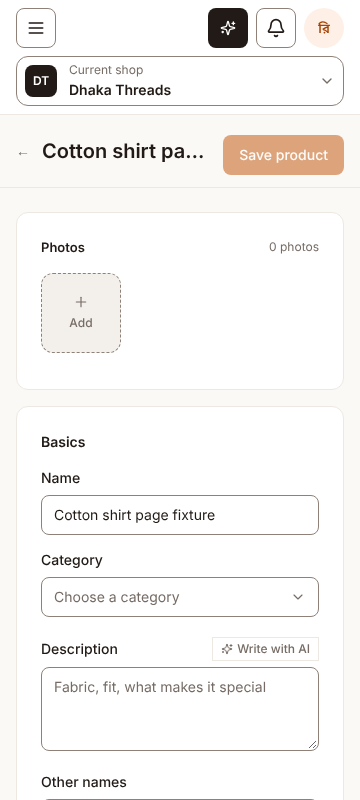 রি
DT
Current shop
Dhaka Threads
← Cotton shirt pa...
Save product
Photos
0 photos
+
Add
Basics
Name
Cotton shirt page fixture
Category
Choose a category
Description
Write with AI
Fabric, fit, what makes it special
Other names